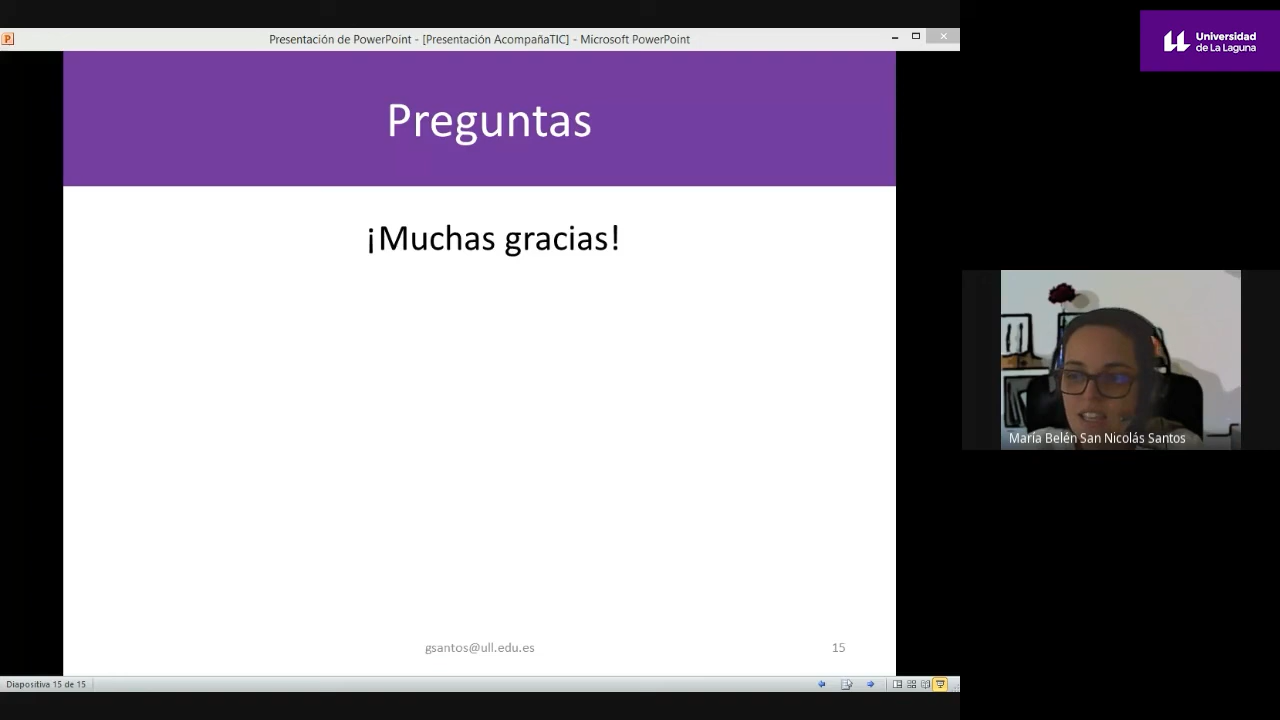 Presentación de PowerPoint - [Presentación AcompañaTIC] - Microsoft PowerPoint
Universidad
de La Laguna
Preguntas
¡Muchas gracias!
María Belén San Nicolás Santos
gsantos@ull.edu.es
15
Diapositiva 15 de 15